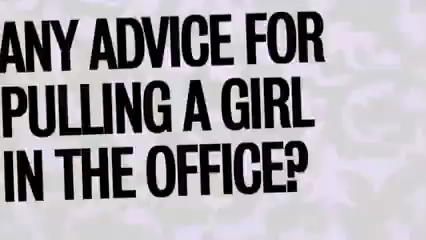 ANY ADVICE FOR
PULLING A GIRL
IN THE OFFICE?